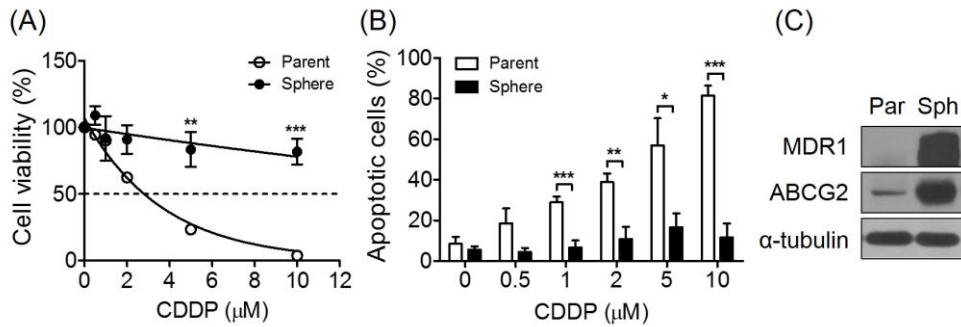 (A)
Cell viability (%)
150
100
50
0
Parent
Sphere
**
***
0 2 4 6 8 10 12
CDDP (μM)
(B)
Apoptotic cells (%)
100
80
60
40
20
0
Parent
Sphere
***
**
*
***
0 0.5 1 2 5 10
CDDP (μM)
(C)
Par Sph
MDR1
ABCG2
α-tubulin